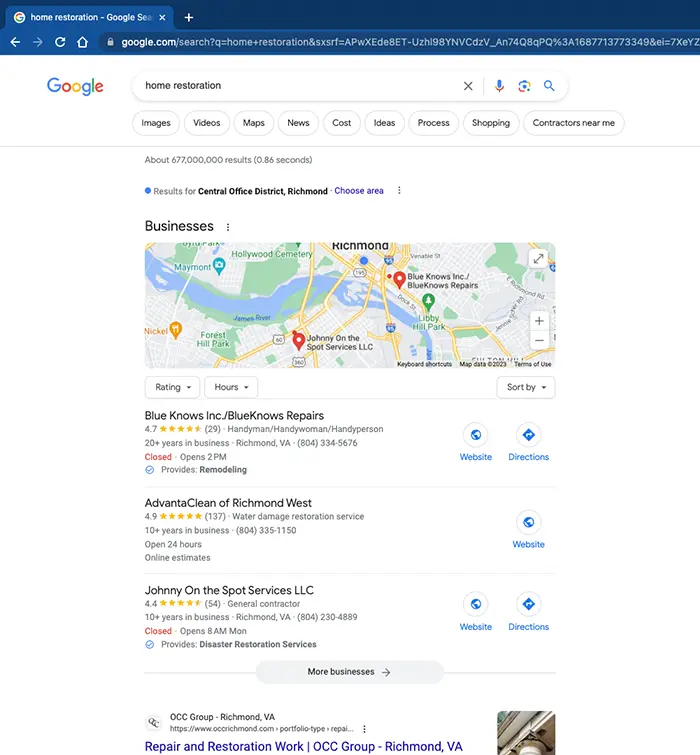 home restoration - Google Sea
google.com/search?q=home+restoration&sxsrf=APwXEde8ET-Uzhl98YNVCdzV_An74Q8qPQ%3A1687713773349&ei=7XeYZ
Google
home restoration
Images
Videos
Maps
News
Cost
Ideas
Process
Shopping
Contractors near me
About 677,000,000 results (0.86 seconds)
Results for Central Office District, Richmond · Choose area
Businesses
Hollywood Cemetery
Richmond
Venable St
Maymont
195
Blue Knows Inc./
BlueKnows Repairs
Dock St
James River
Libby
Hill Park
Nickel
Forest
Hill Park
60
Johnny On the
Spot Services LLC
95
360
FULTON HILL
Keyboard shortcuts
Map data ©2023
Terms of Use
Rating
Hours
Sort by
Blue Knows Inc./BlueKnows Repairs
4.7 (29) · Handyman/Handywoman/Handyperson
20+ years in business · Richmond, VA · (804) 334-5676
Closed · Opens 2 PM
Provides: Remodeling
Website
Directions
AdvantaClean of Richmond West
4.9 (137) · Water damage restoration service
10+ years in business · (804) 335-1150
Open 24 hours
Online estimates
Website
Johnny On the Spot Services LLC
4.4 (54) · General contractor
10+ years in business · Richmond, VA · (804) 230-4889
Closed · Opens 8 AM Mon
Provides: Disaster Restoration Services
Website
Directions
More businesses
OCC Group - Richmond, VA
https://www.occrichmond.com › portfolio-type › repai...
Repair and Restoration Work | OCC Group - Richmond, VA